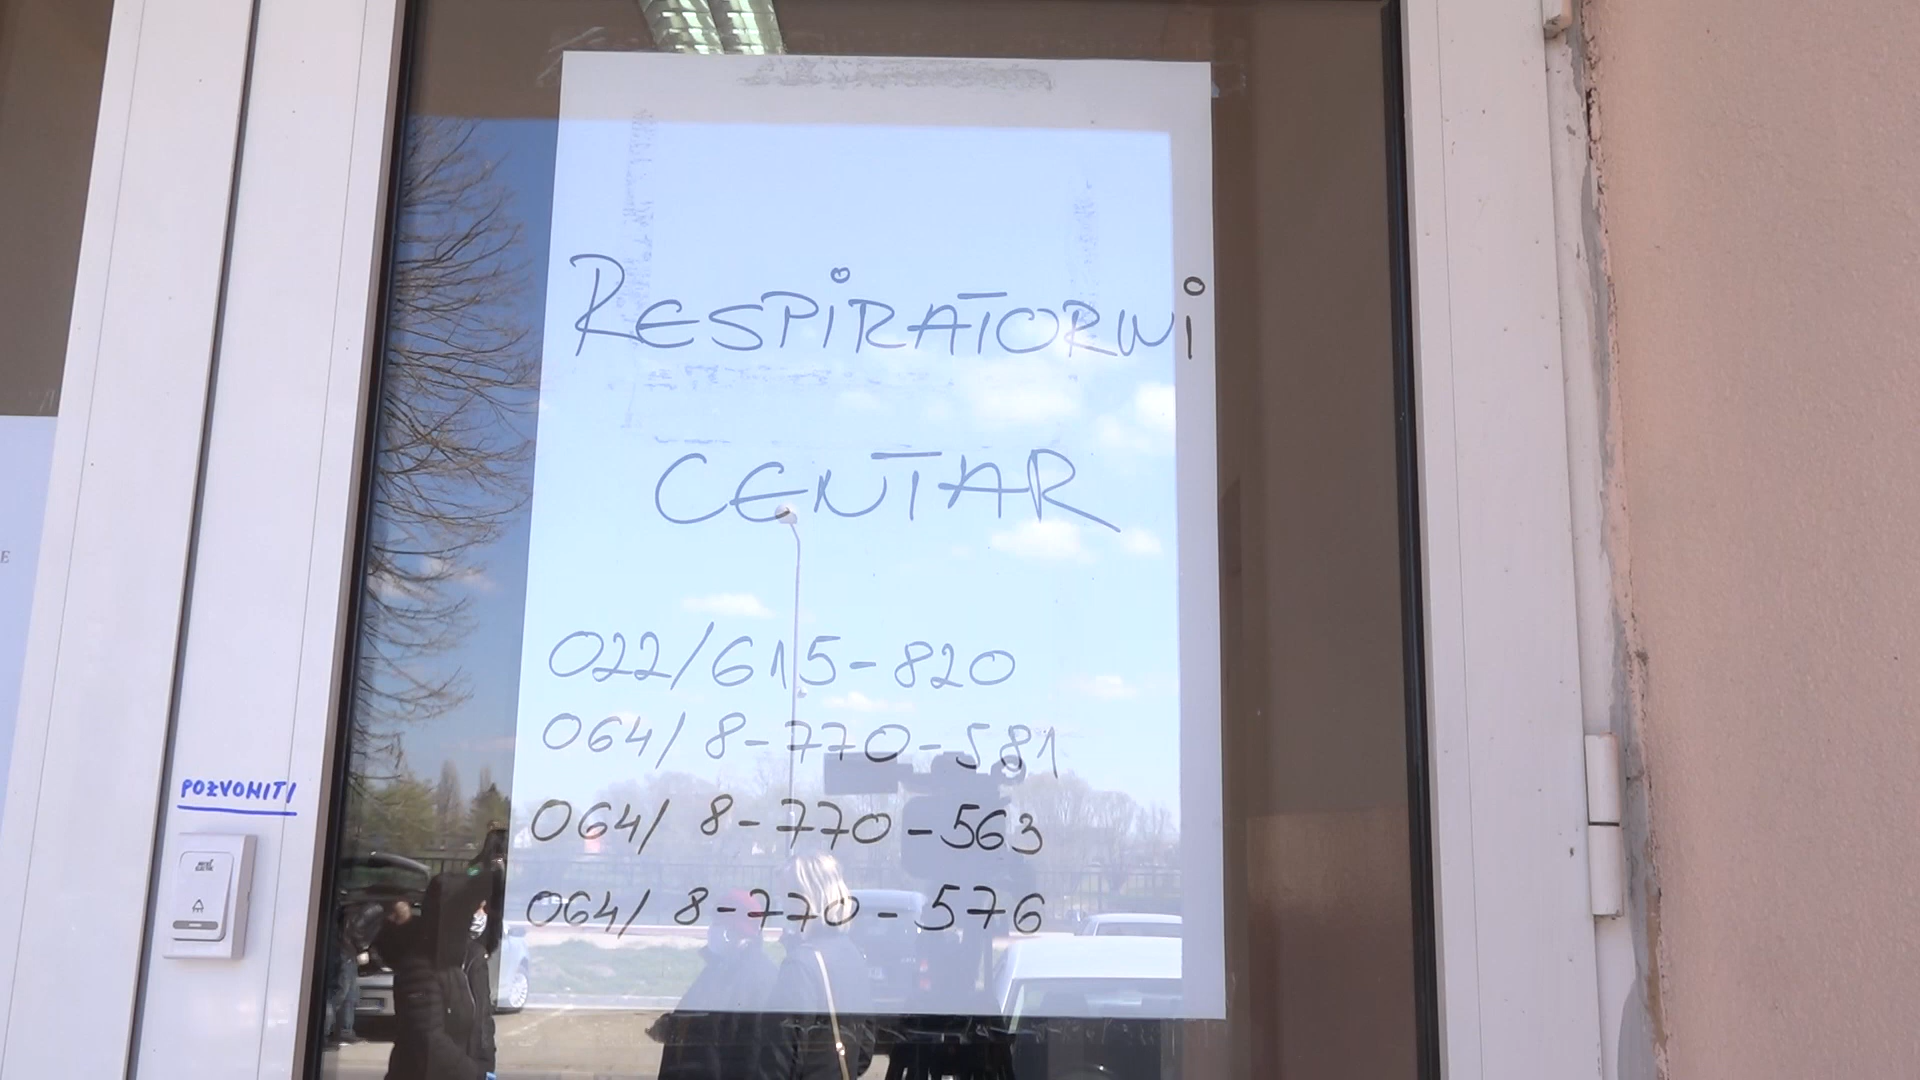 RESPIRATORNI
CENTAR
022/615-820
064/8-770-581
064/8-770-563
064/8-770-576
POZVONITI
E